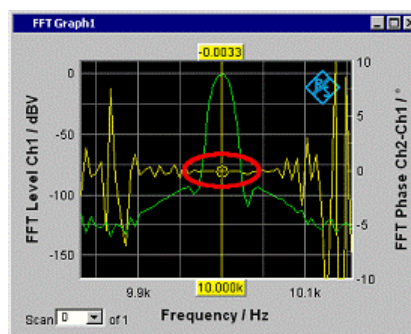 FFT Graph1
-0.0033
0
-50
-100
-150
FFT Level Ch1 / dBV
10
5
0
-5
-10
FFT Phase Ch2-Ch1 / °
9.9k
10.000k
10.1k
Frequency / Hz
Scan 0 of 1